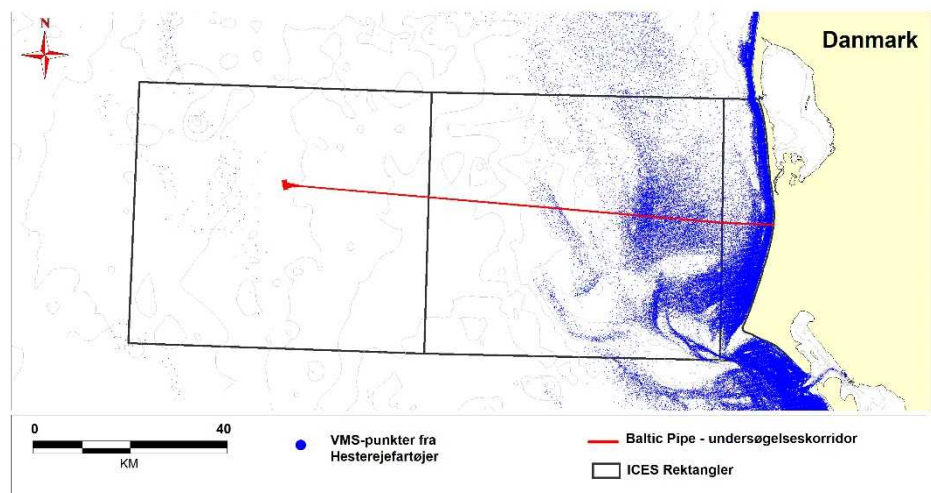 N
Danmark
0 40
KM
VMS-punkter fra
Hesterejefartøjer
Baltic Pipe - undersøgelseskorridor
ICES Rektangler